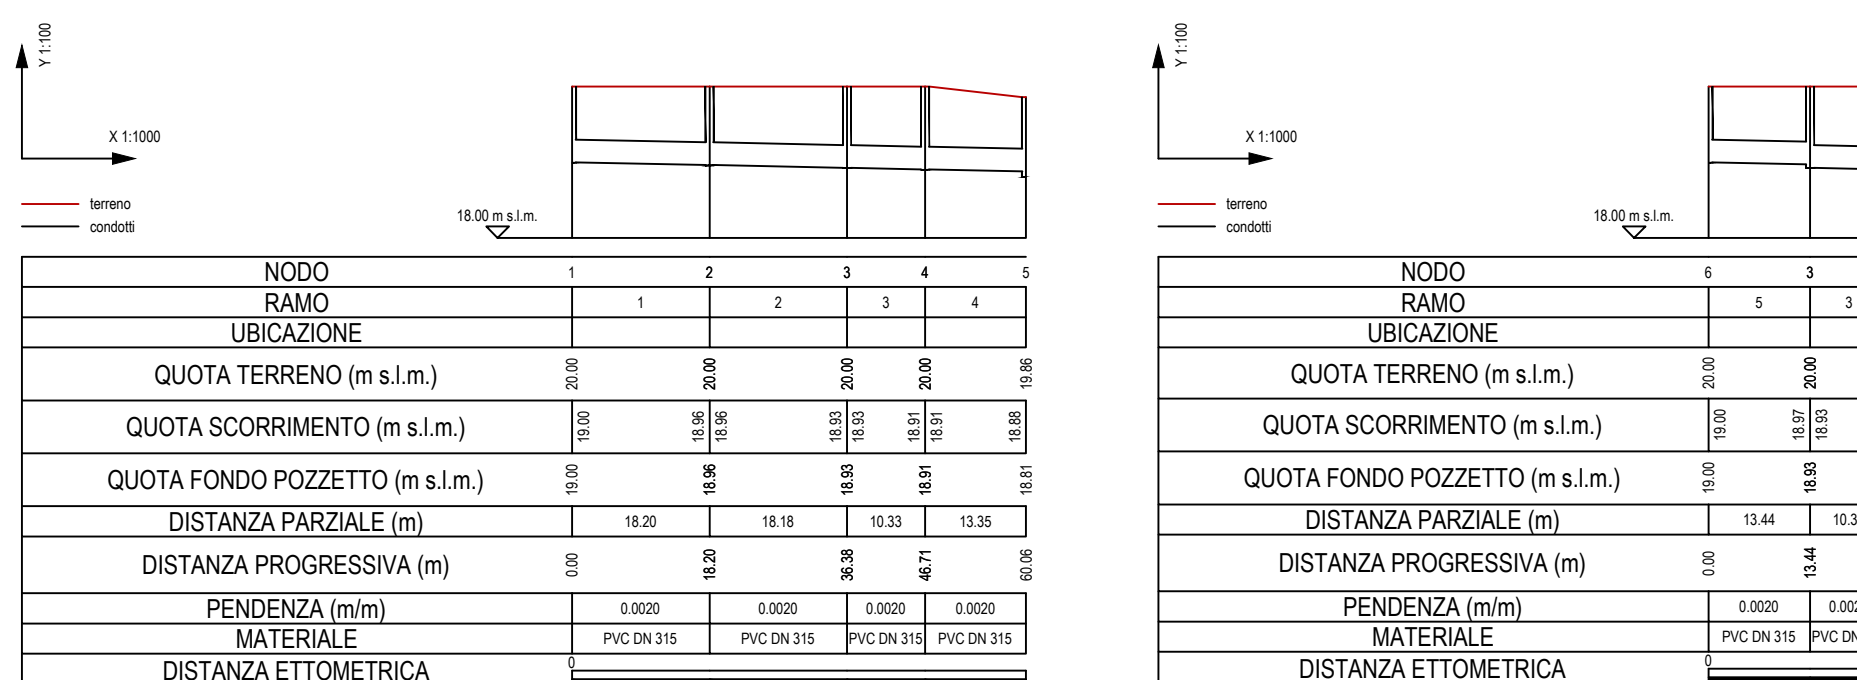 Y 1:100
X 1:1000
terreno
condotti
18.00 m s.l.m.
NODO 1 2 3 4 5
RAMO 1 2 3 4
UBICAZIONE
QUOTA TERRENO (m s.l.m.) 20.00 20.00 20.00 20.00 19.86
QUOTA SCORRIMENTO (m s.l.m.) 19.00 18.96 18.96 18.93 18.93 18.91 18.91 18.88
QUOTA FONDO POZZETTO (m s.l.m.) 19.00 18.96 18.93 18.91 18.81
DISTANZA PARZIALE (m) 18.20 18.18 10.33 13.35
DISTANZA PROGRESSIVA (m) 0.00 18.20 36.38 46.71 60.06
PENDENZA (m/m) 0.0020 0.0020 0.0020 0.0020
MATERIALE PVC DN 315 PVC DN 315 PVC DN 315 PVC DN 315
DISTANZA ETTOMETRICA 0
Y 1:100
X 1:1000
terreno
condotti
18.00 m s.l.m.
NODO 6 3
RAMO 5 3
UBICAZIONE
QUOTA TERRENO (m s.l.m.) 20.00 20.00
QUOTA SCORRIMENTO (m s.l.m.) 19.00 18.97 18.93
QUOTA FONDO POZZETTO (m s.l.m.) 19.00 18.93
DISTANZA PARZIALE (m) 13.44 10.3
DISTANZA PROGRESSIVA (m) 0.00 13.44
PENDENZA (m/m) 0.0020 0.002
MATERIALE PVC DN 315 PVC DN
DISTANZA ETTOMETRICA 0